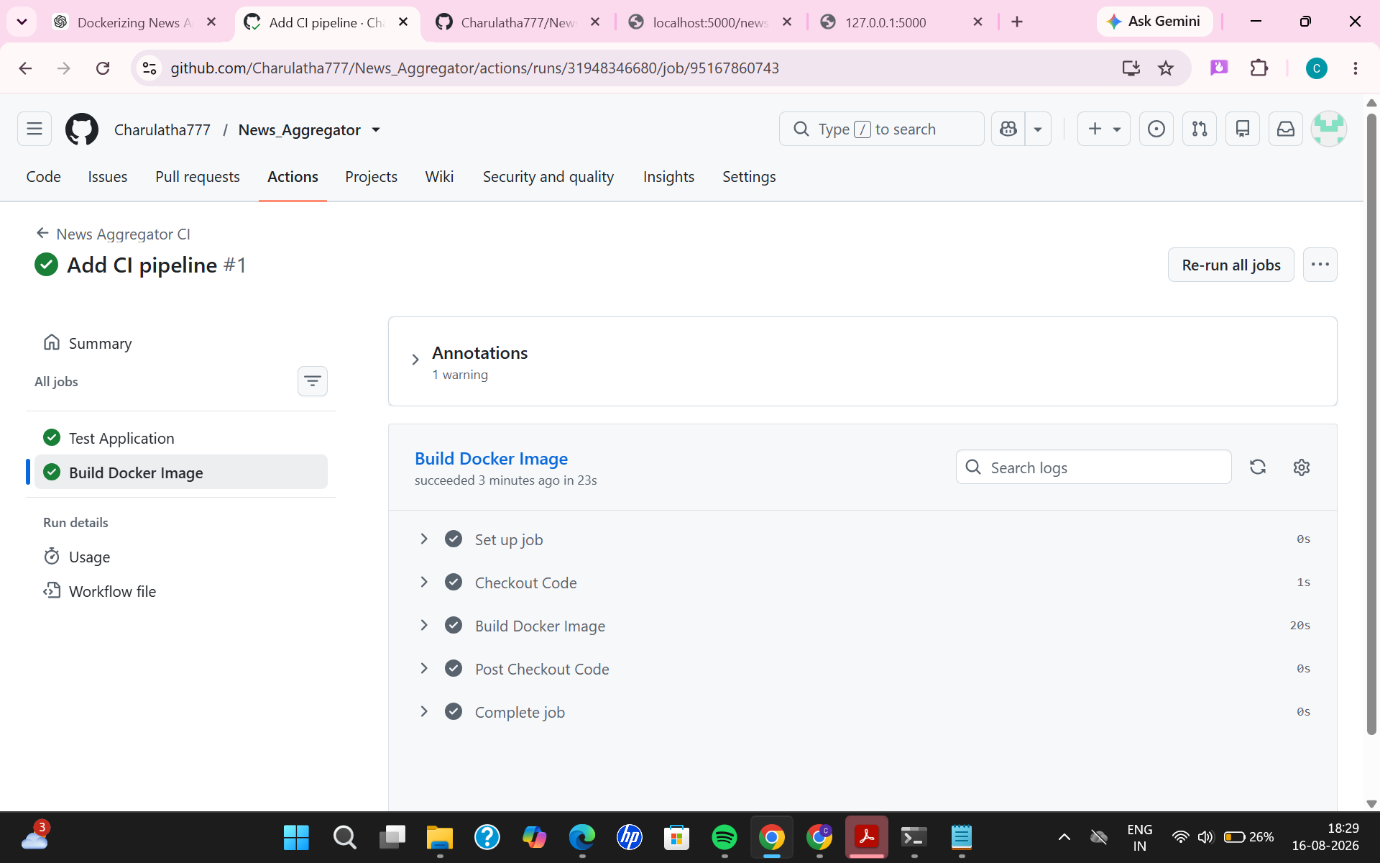 Dockerizing News A
Add CI pipeline · Cha
Charulatha777/New
localhost:5000/news
127.0.0.1:5000
Ask Gemini
github.com/Charulatha777/News_Aggregator/actions/runs/31948346680/job/95167860743
C
Charulatha777 / News_Aggregator
Type / to search
Code Issues Pull requests Actions Projects Wiki Security and quality Insights Settings
News Aggregator CI
Add CI pipeline #1
Re-run all jobs
Summary
All jobs
Test Application
Build Docker Image
Run details
Usage
Workflow file
Annotations
1 warning
Build Docker Image
succeeded 3 minutes ago in 23s
Search logs
Set up job 0s
Checkout Code 1s
Build Docker Image 20s
Post Checkout Code 0s
Complete job 0s
3
hp
C
ENG
IN
26%
18:29
16-08-2026